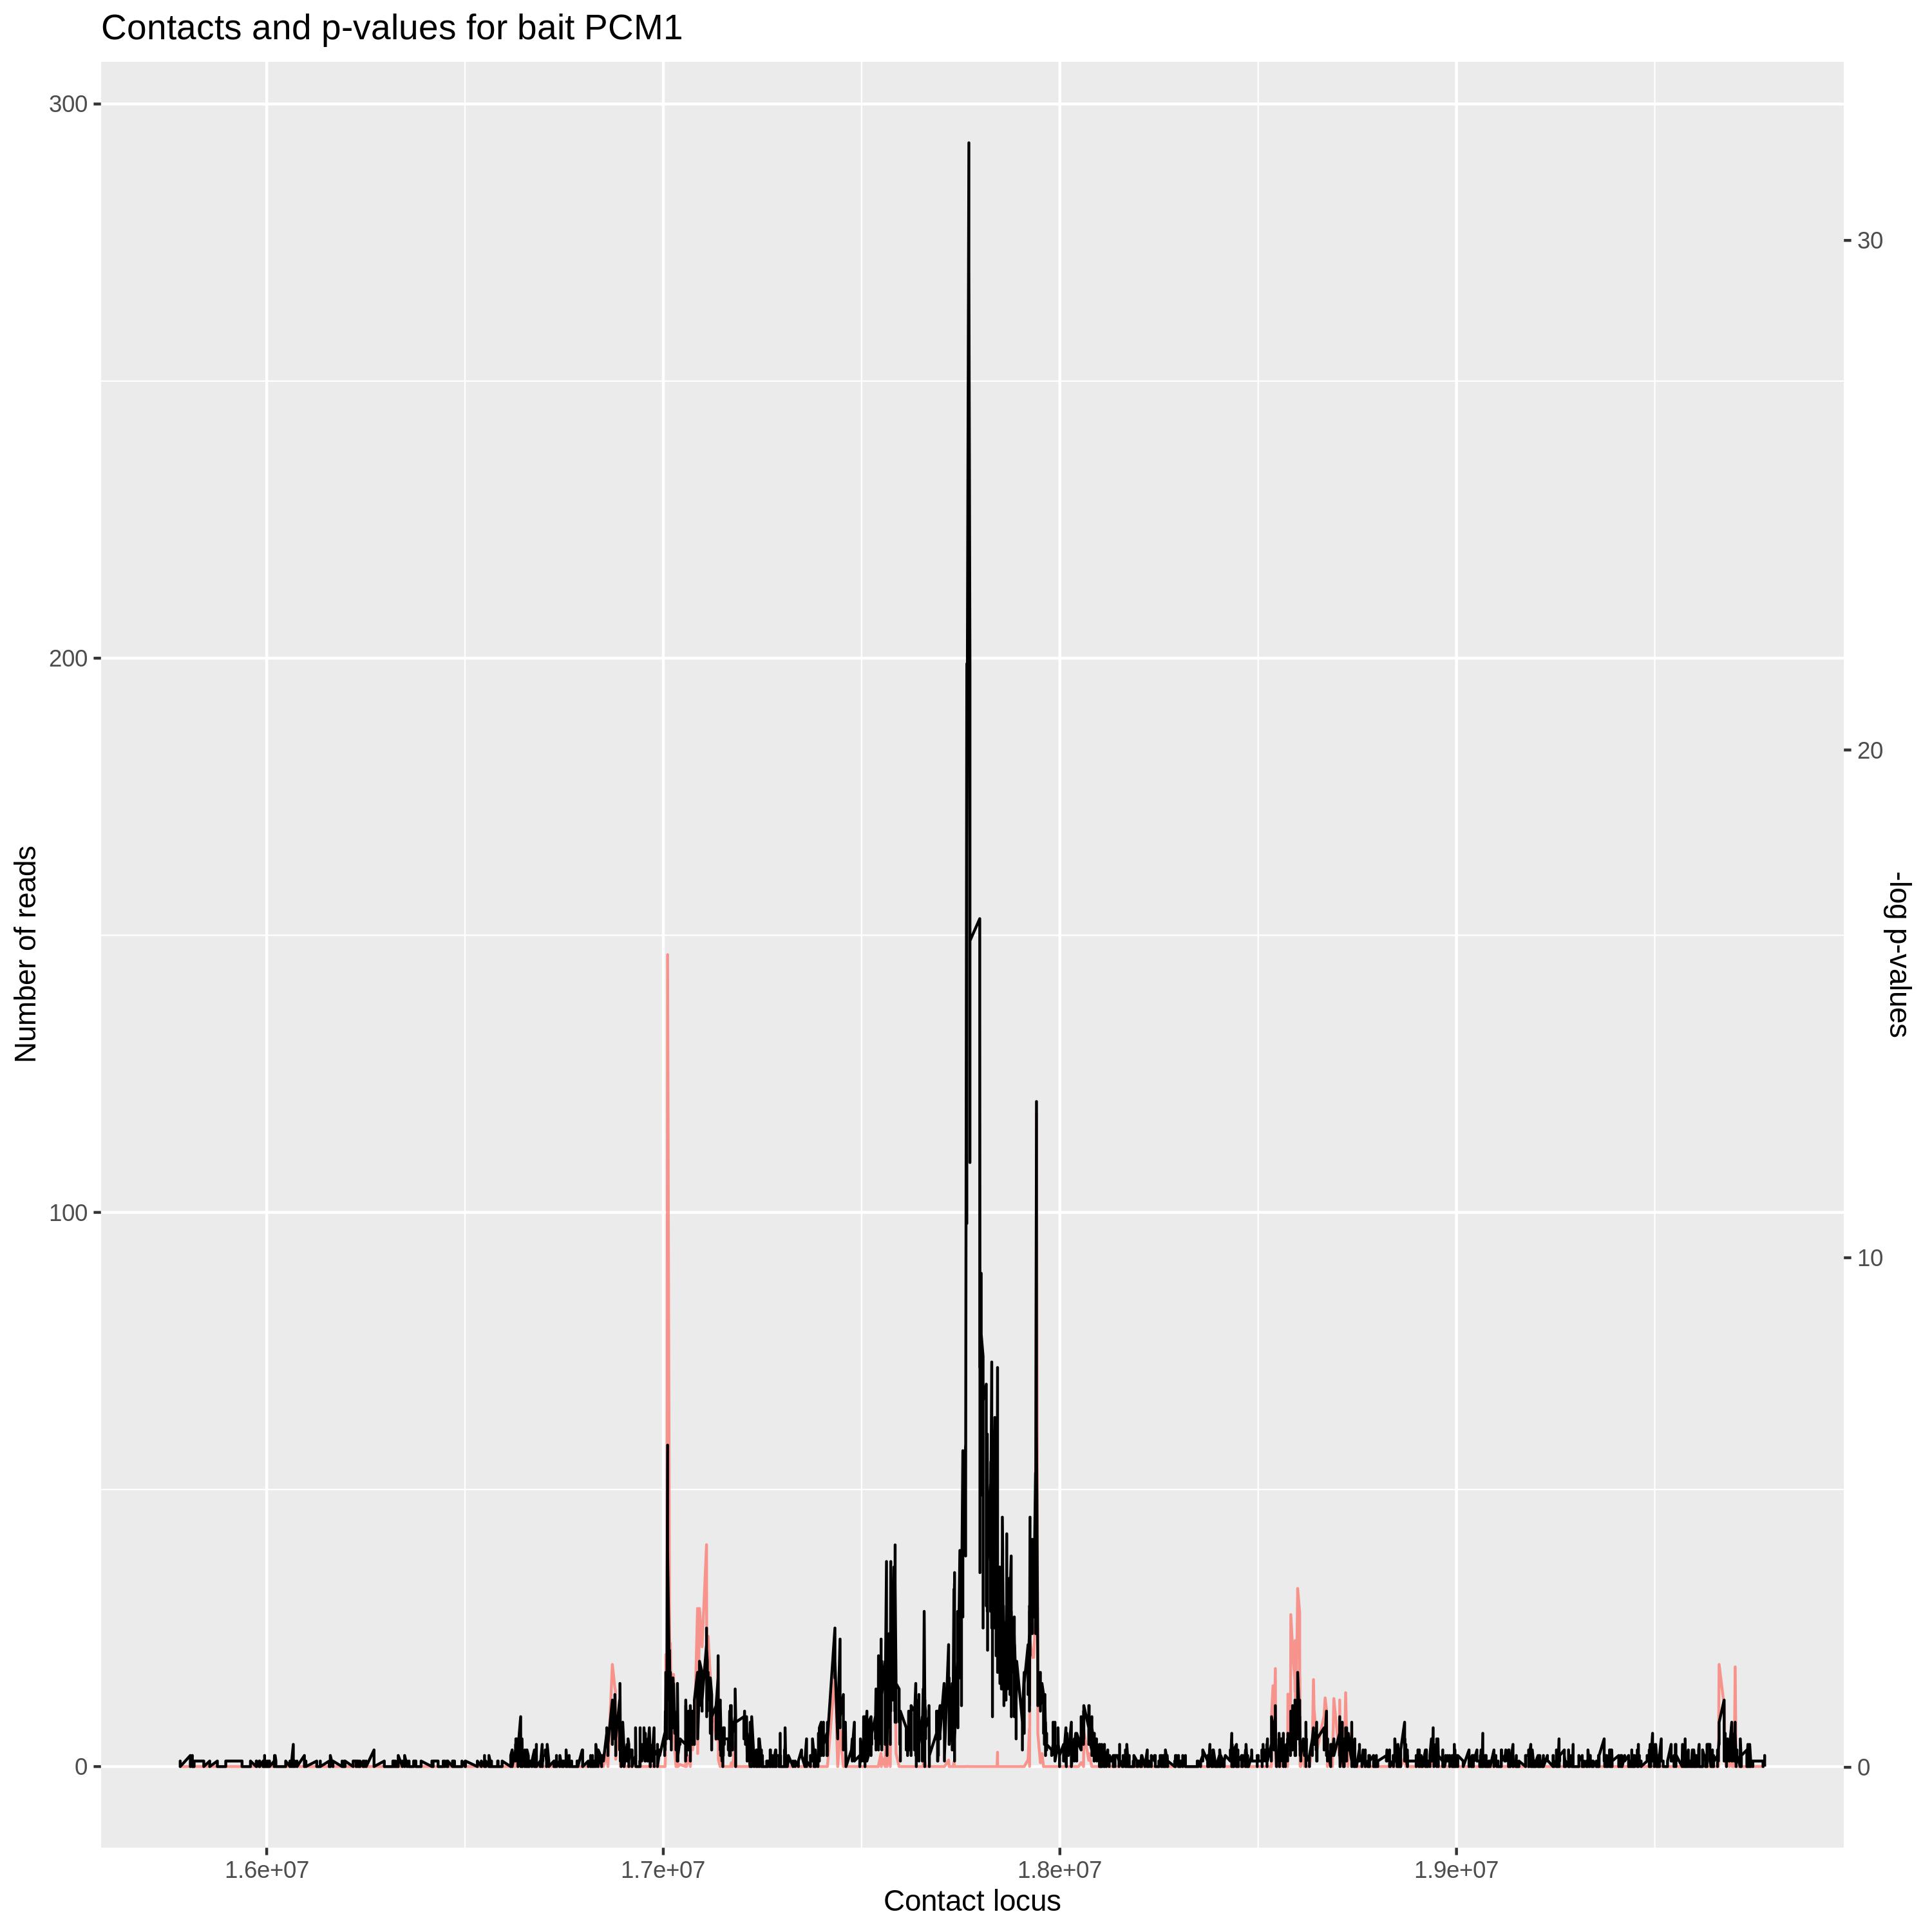 Contacts and p-values for bait PCM1
300
200
100
0
30
20
10
0
Number of reads
-log p-values
1.6e+07
1.7e+07
1.8e+07
1.9e+07
Contact locus